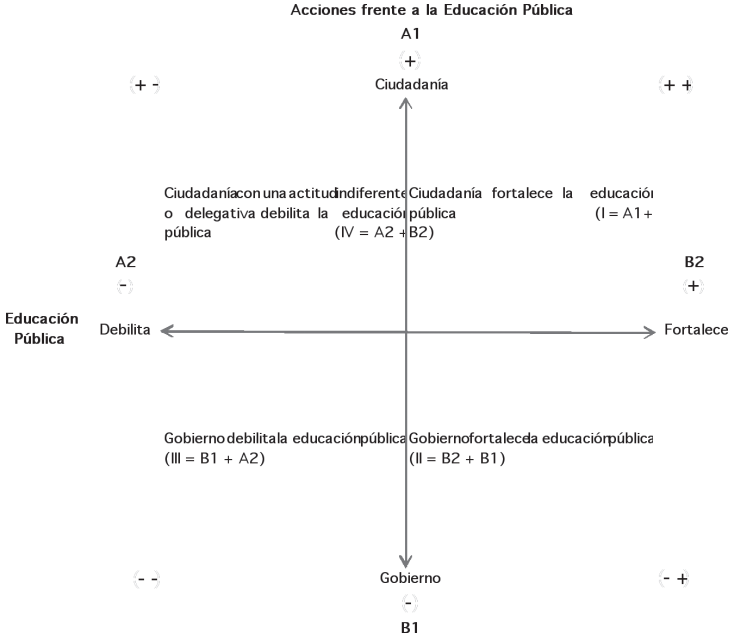 Acciones frente a la Educación Pública
A1
(+)
Ciudadanía
(+ -)
(+ +)
Ciudadanía con una actitud indiferente
o delegativa debilita la educación
pública (IV = A2 +
Ciudadanía fortalece la educación
pública (I = A1 +
B2)
A2
(-)
B2
(+)
Educación
Pública
Debilita
Fortalece
Gobierno debilita la educación pública
(III = B1 + A2)
Gobierno fortalece la educación pública
(II = B2 + B1)
(- -)
Gobierno
(- +)
(-)
B1